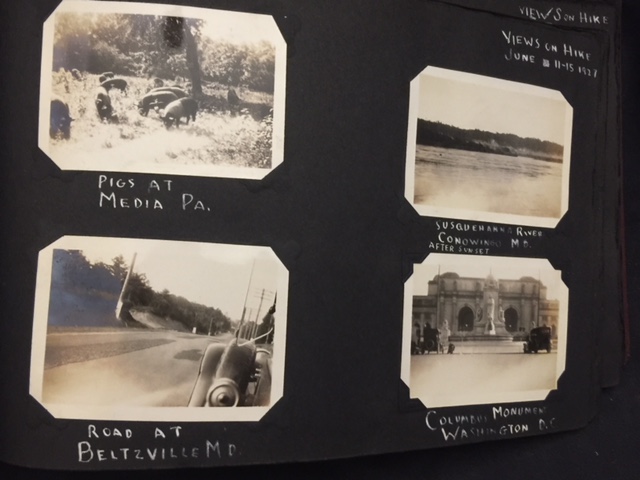 VIEWS ON HIKE
VIEWS ON HIKE
JUNE 11-15 1937
PIGS AT
MEDIA PA.
SUSQUEHANNA RIVER
CONOWINGO MD.
AFTER SUNSET
ROAD AT
BELTZVILLE MD.
COLUMBUS MONUMENT
WASHINGTON D.C